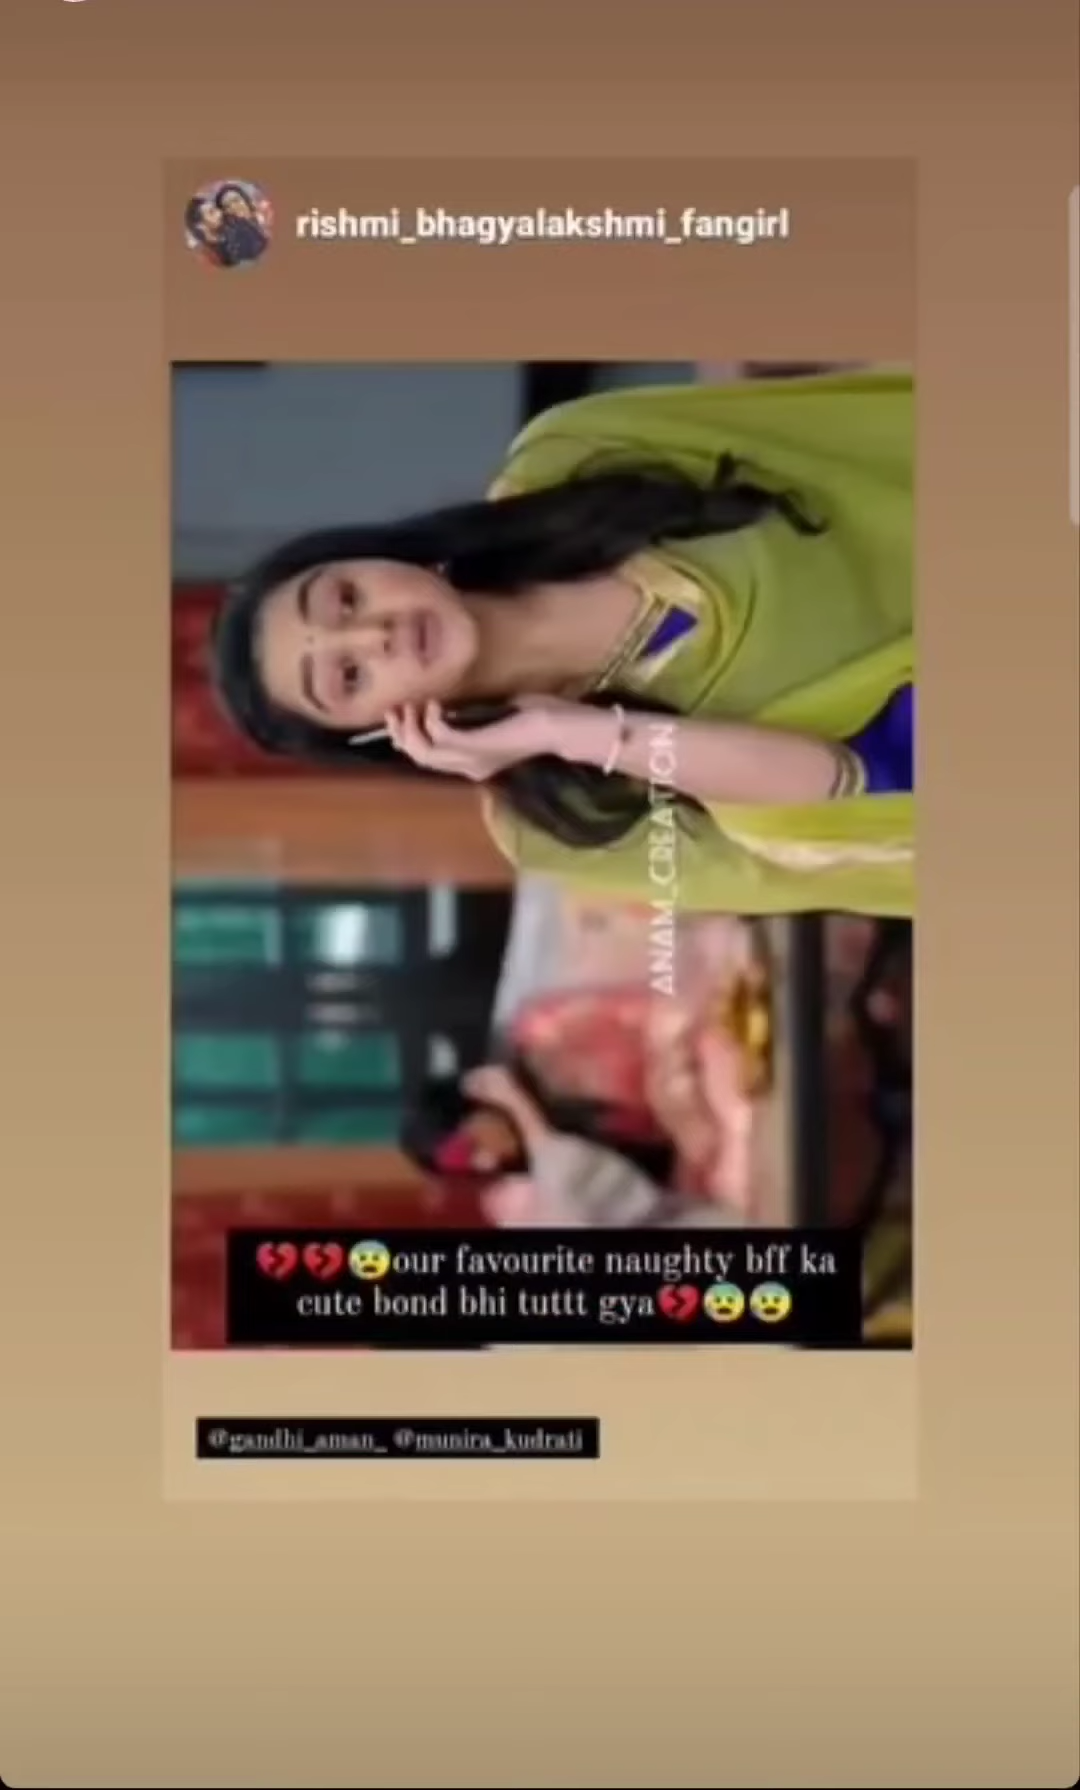 rishmi_bhagyalakshmi_fangirl
ANAM_CREATION
💔💔😰our favourite naughty bff ka
cute bond bhi tuttt gya💔😰😰
@gandhi_aman_ @munira_kudrati